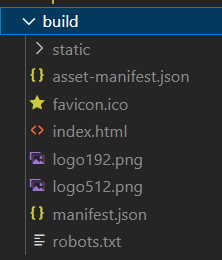 build
static
asset-manifest.json
favicon.ico
index.html
logo192.png
logo512.png
manifest.json
robots.txt